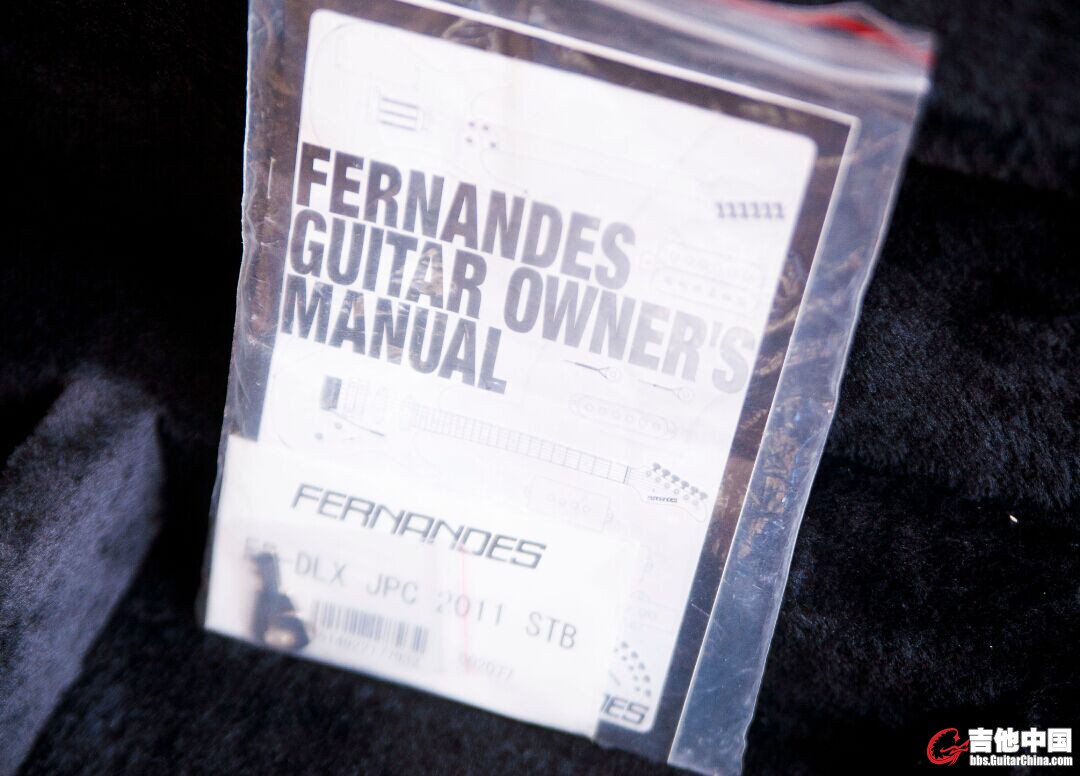 FERNANDES
GUITAR OWNER'S
MANUAL
FERNANDES
DLX JPC 2011 STB
吉他中国
bbs.GuitarChina.com